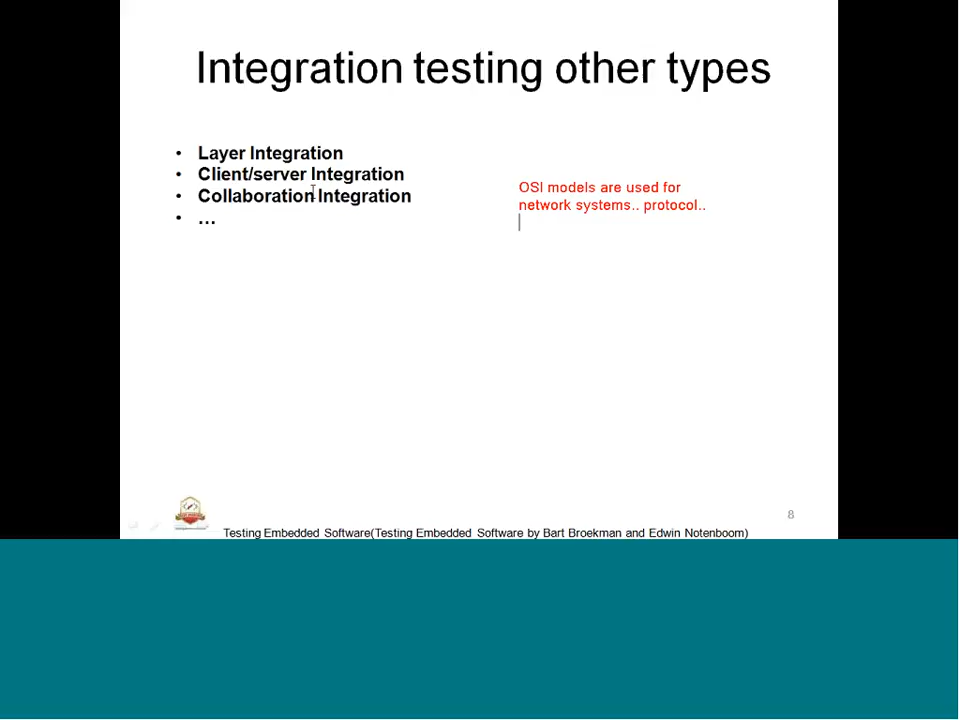 Integration testing other types
• Layer Integration
• Client/server Integration
• Collaboration Integration
• ...
OSI models are used for
network systems.. protocol..
8
Testing Embedded Software(Testing Embedded Software by Bart Broekman and Edwin Notenboom)